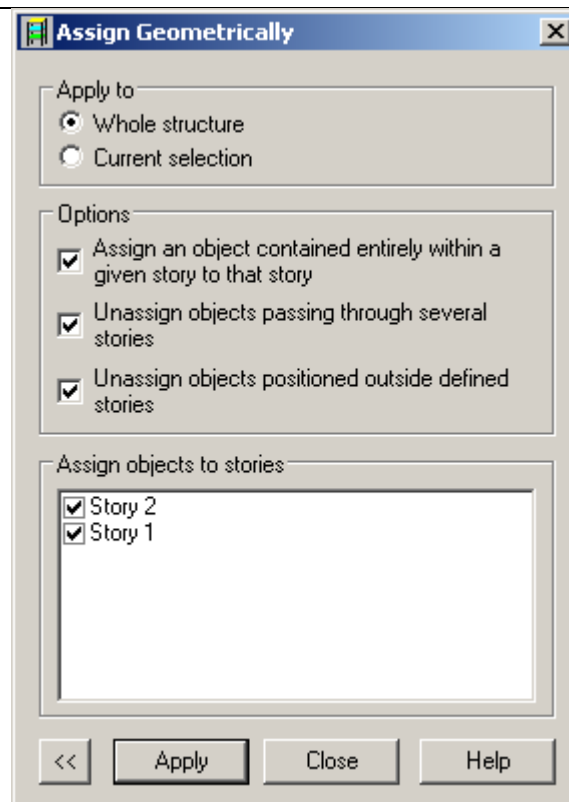 Assign Geometrically
Apply to
Whole structure
Current selection
Options
Assign an object contained entirely within a
given story to that story
Unassign objects passing through several
stories
Unassign objects positioned outside defined
stories
Assign objects to stories
Story 2
Story 1
<< Apply Close Help